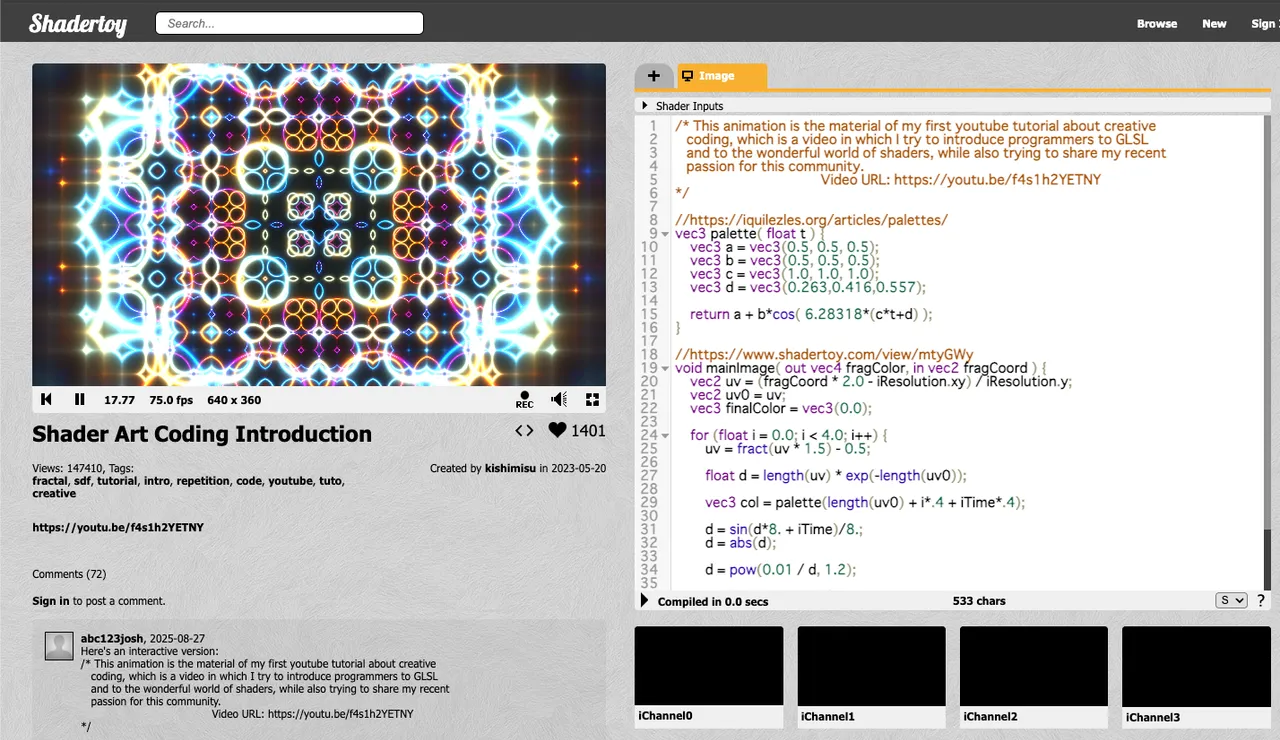 Shadertoy
Search...
Browse New Sign
17.77 75.0 fps 640 x 360
REC
Shader Art Coding Introduction
1401
Views: 147410, Tags:
fractal, sdf, tutorial, intro, repetition, code, youtube, tuto,
creative
Created by kishimisu in 2023-05-20
https://youtu.be/f4s1h2YETNY
Comments (72)
Sign in to post a comment.
abc123josh, 2025-08-27
Here's an interactive version:
/* This animation is the material of my first youtube tutorial about creative
coding, which is a video in which I try to introduce programmers to GLSL
and to the wonderful world of shaders, while also trying to share my recent
passion for this community.
Video URL: https://youtu.be/f4s1h2YETNY
*/
+
Image
Shader Inputs
1 /* This animation is the material of my first youtube tutorial about creative
2 coding, which is a video in which I try to introduce programmers to GLSL
3 and to the wonderful world of shaders, while also trying to share my recent
4 passion for this community.
5 Video URL: https://youtu.be/f4s1h2YETNY
6 */
7
8 //https://iquilezles.org/articles/palettes/
9 vec3 palette( float t ) {
10 vec3 a = vec3(0.5, 0.5, 0.5);
11 vec3 b = vec3(0.5, 0.5, 0.5);
12 vec3 c = vec3(1.0, 1.0, 1.0);
13 vec3 d = vec3(0.263,0.416,0.557);
14
15 return a + b*cos( 6.28318*(c*t+d) );
16 }
17
18 //https://www.shadertoy.com/view/mtyGWy
19 void mainImage( out vec4 fragColor, in vec2 fragCoord ) {
20 vec2 uv = (fragCoord * 2.0 - iResolution.xy) / iResolution.y;
21 vec2 uv0 = uv;
22 vec3 finalColor = vec3(0.0);
23
24 for (float i = 0.0; i < 4.0; i++) {
25 uv = fract(uv * 1.5) - 0.5;
26
27 float d = length(uv) * exp(-length(uv0));
28
29 vec3 col = palette(length(uv0) + i*.4 + iTime*.4);
30
31 d = sin(d*8. + iTime)/8.;
32 d = abs(d);
33
34 d = pow(0.01 / d, 1.2);
35
Compiled in 0.0 secs
533 chars
S
?
iChannel0
iChannel1
iChannel2
iChannel3